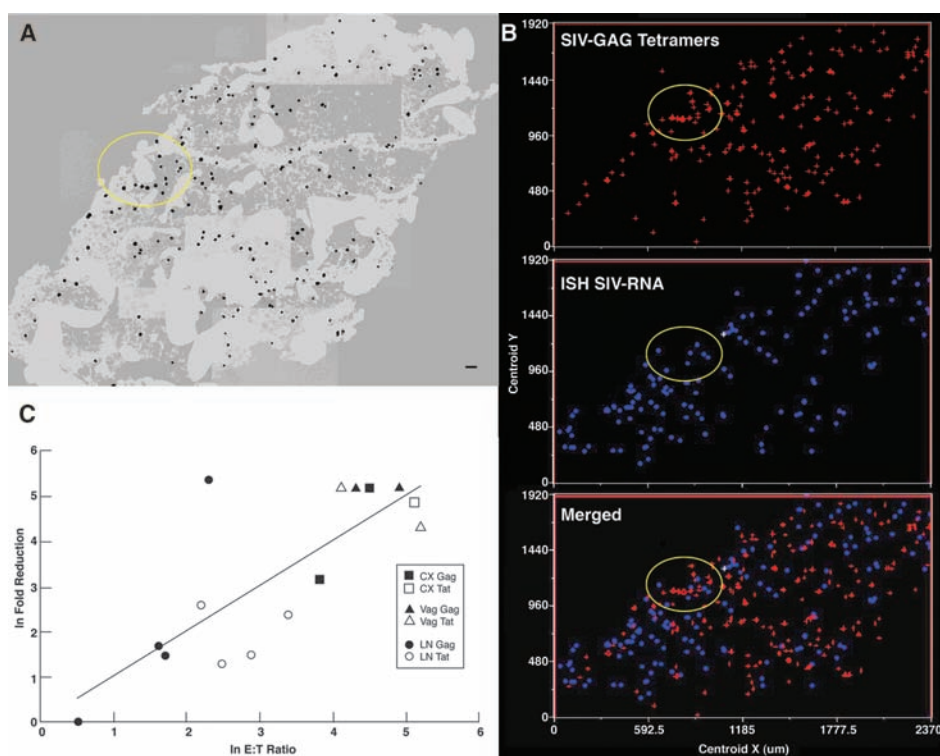 A
B
1920
SIV-GAG Tetramers
1440
960
480
0
1920
ISH SIV-RNA
1440
960
480
0
Centroid Y
1920
Merged
1440
960
480
0
0 592.5 1185 1777.5 2370
Centroid X (um)
C
6
5
4
3
2
1
0
ln Fold Reduction
CX Gag
CX Tat
Vag Gag
Vag Tat
LN Gag
LN Tat
0 1 2 3 4 5 6
ln E:T Ratio